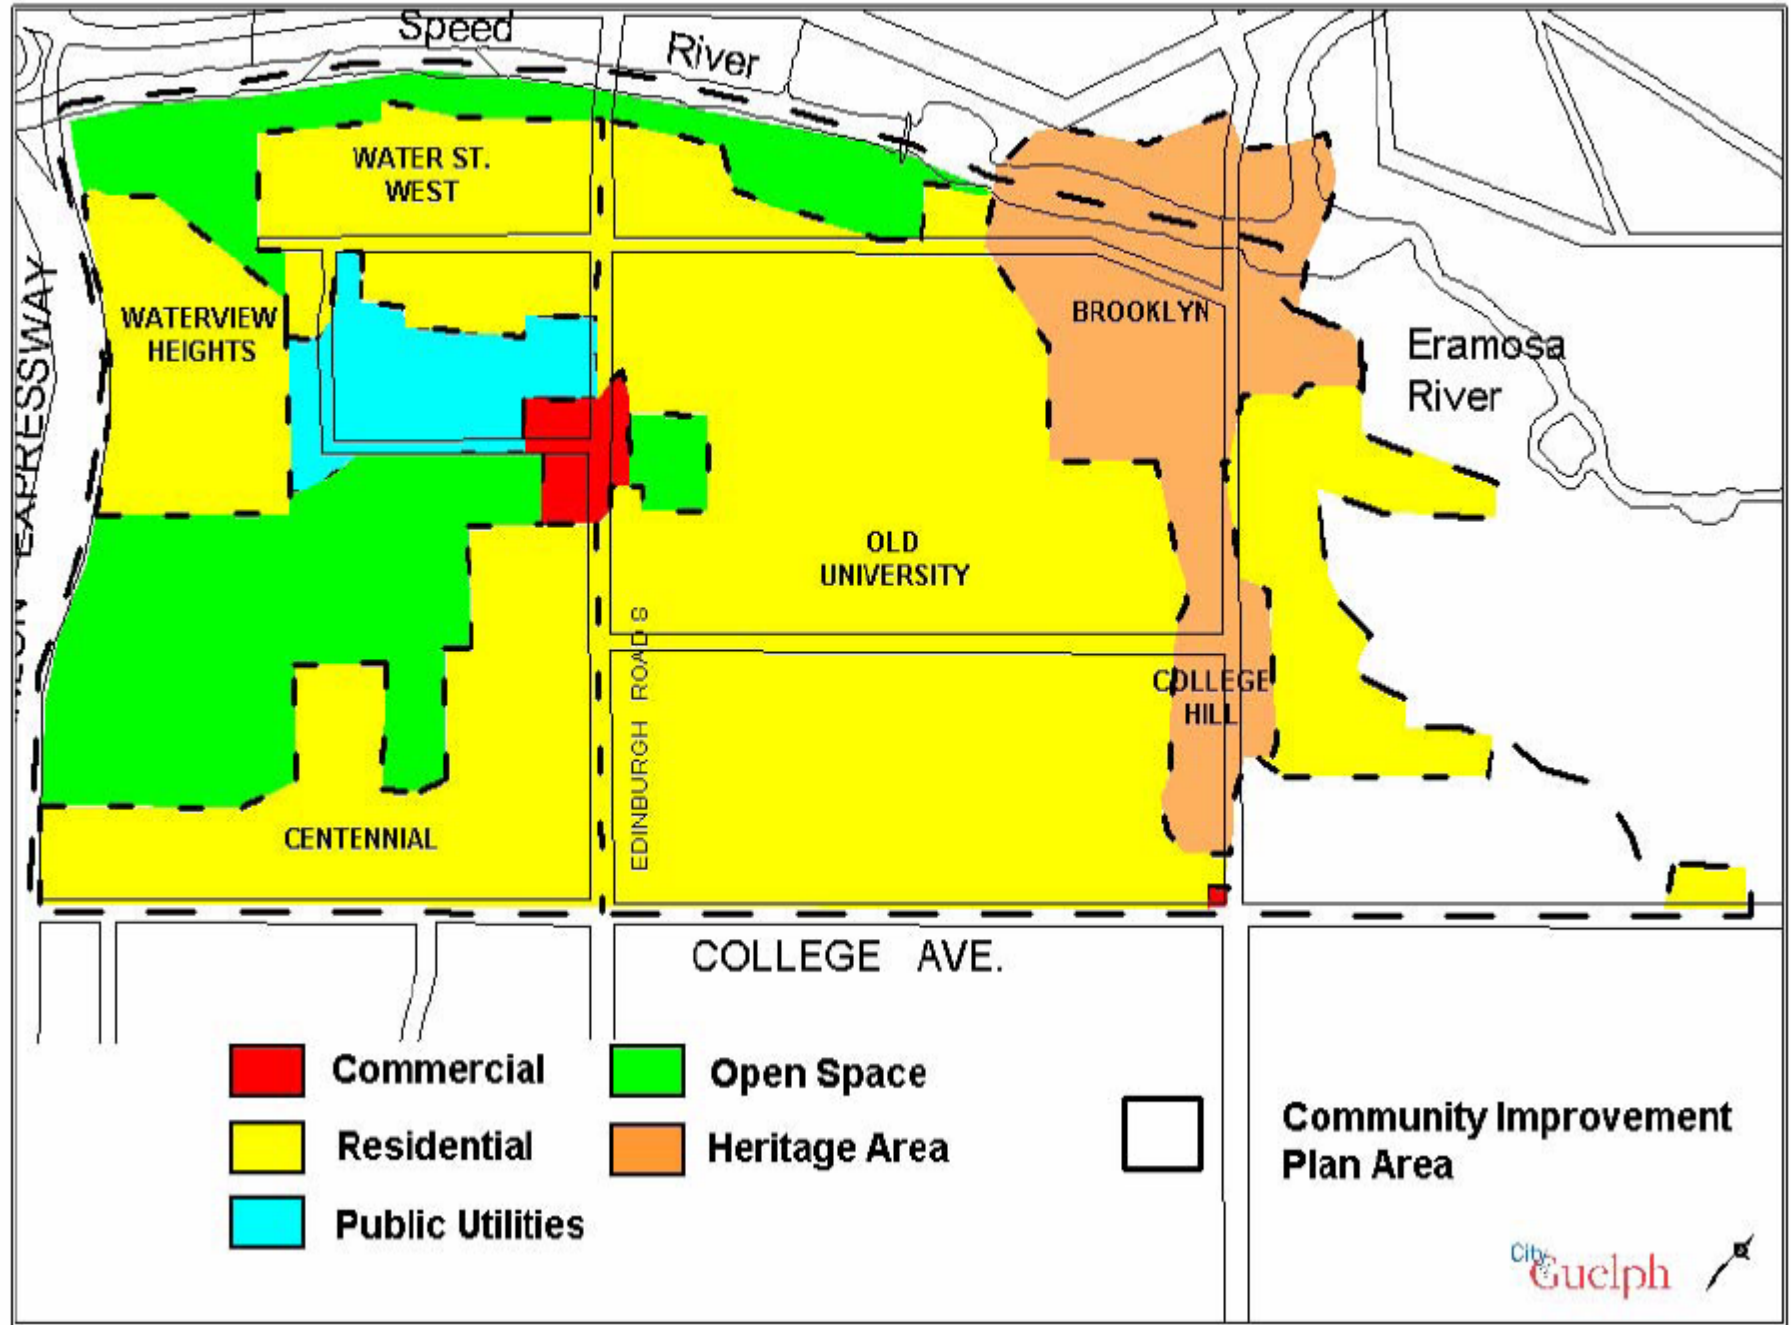 Speed River
WATER ST.
WEST
WATERVIEW
HEIGHTS
BROOKLYN
Eramosa
River
EXPRESSWAY
OLD
UNIVERSITY
EDINBURGH ROAD S
COLLEGE
HILL
CENTENNIAL
COLLEGE AVE.
Commercial
Open Space
Residential
Heritage Area
Public Utilities
Community Improvement
Plan Area
City
Guelph